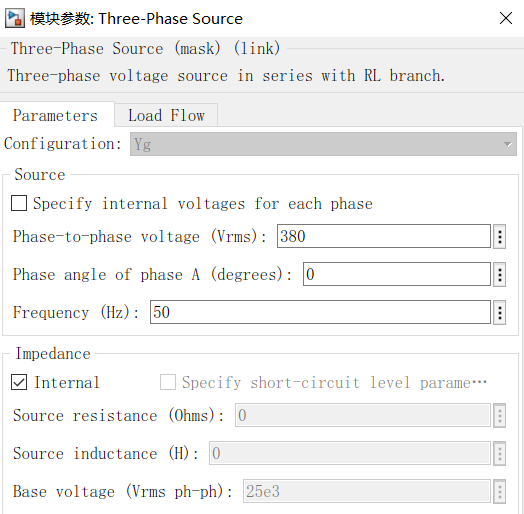 模块参数: Three-Phase Source
Three-Phase Source (mask) (link)
Three-phase voltage source in series with RL branch.
Parameters Load Flow
Configuration: Yg
Source
Specify internal voltages for each phase
Phase-to-phase voltage (Vrms): 380
Phase angle of phase A (degrees): 0
Frequency (Hz): 50
Impedance
Internal Specify short-circuit level parame…
Source resistance (Ohms): 0
Source inductance (H): 0
Base voltage (Vrms ph-ph): 25e3